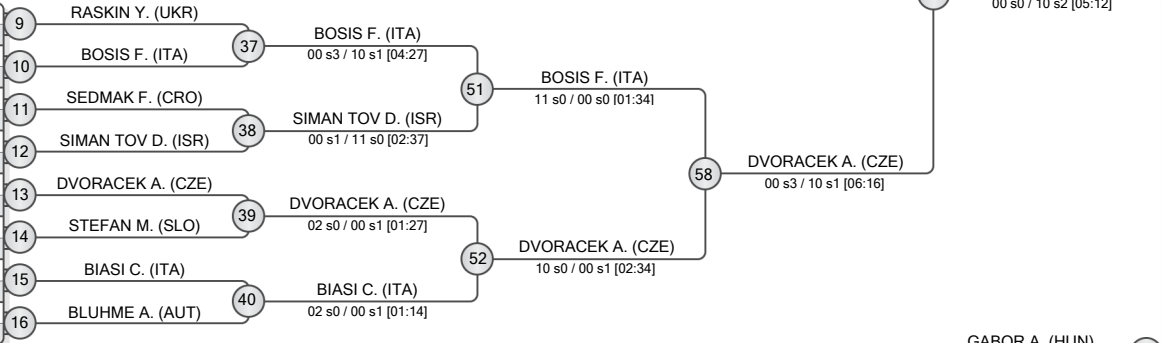 00 s0 / 10 s2 [05:12]
9
RASKIN Y. (UKR)
10
BOSIS F. (ITA)
37
BOSIS F. (ITA)
00 s3 / 10 s1 [04:27]
11
SEDMAK F. (CRO)
12
SIMAN TOV D. (ISR)
38
SIMAN TOV D. (ISR)
00 s1 / 11 s0 [02:37]
51
BOSIS F. (ITA)
11 s0 / 00 s0 [01:34]
13
DVORACEK A. (CZE)
14
STEFAN M. (SLO)
39
DVORACEK A. (CZE)
02 s0 / 00 s1 [01:27]
15
BIASI C. (ITA)
16
BLUHME A. (AUT)
40
BIASI C. (ITA)
02 s0 / 00 s1 [01:14]
52
DVORACEK A. (CZE)
10 s0 / 00 s1 [02:34]
58
DVORACEK A. (CZE)
00 s3 / 10 s1 [06:16]
GABOR A. (HUN)